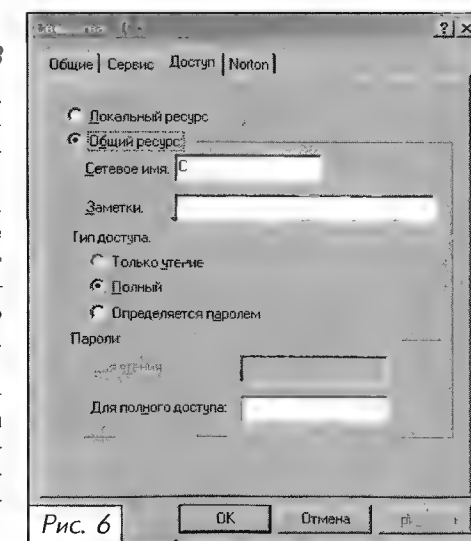 ? ×
Общие Сервис Доступ Norton
Локальный ресурс
Общий ресурс:
Сетевое имя: C
Заметки:
Тип доступа:
Только чтение
Полный
Определяется паролем
Пароли:
Для полного доступа:
OK Отмена
Рис. 6